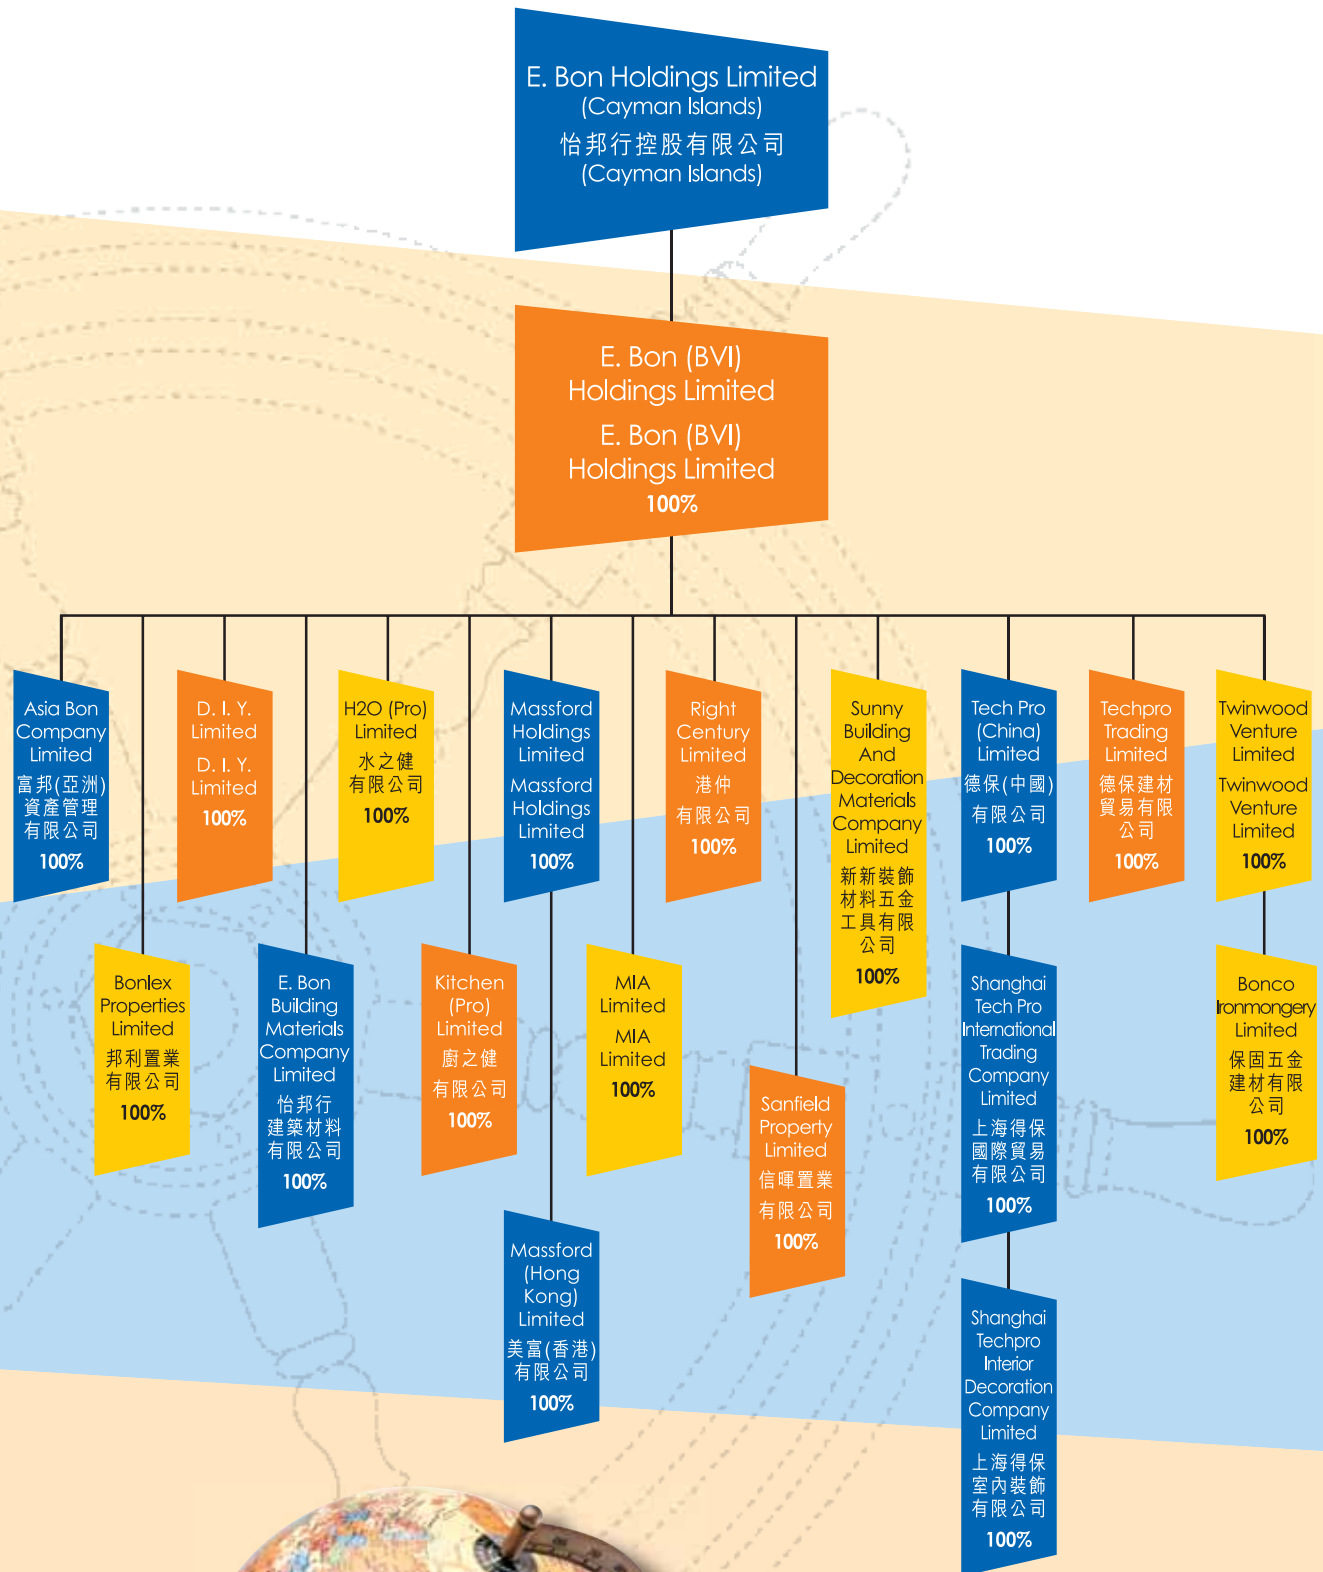 E. Bon Holdings Limited
(Cayman Islands)
怡邦行控股有限公司
(Cayman Islands)
E. Bon (BVI)
Holdings Limited
E. Bon (BVI)
Holdings Limited
100%
Asia Bon
Company
Limited
富邦(亞洲)
資產管理
有限公司
100%
D. I. Y.
Limited
D. I. Y.
Limited
100%
H2O (Pro)
Limited
水之健
有限公司
100%
Massford
Holdings
Limited
Massford
Holdings
Limited
100%
Right
Century
Limited
港仲
有限公司
100%
Sunny
Building
And
Decoration
Materials
Company
Limited
新新裝飾
材料五金
工具有限
公司
100%
Tech Pro
(China)
Limited
德保(中國)
有限公司
100%
Techpro
Trading
Limited
德保建材
貿易有限
公司
100%
Twinwood
Venture
Limited
Twinwood
Venture
Limited
100%
Bonlex
Properties
Limited
邦利置業
有限公司
100%
E. Bon
Building
Materials
Company
Limited
怡邦行
建築材料
有限公司
100%
Kitchen
(Pro)
Limited
廚之健
有限公司
100%
MIA
Limited
MIA
Limited
100%
Sanfield
Property
Limited
信暉置業
有限公司
100%
Shanghai
Tech Pro
International
Trading
Company
Limited
上海得保
國際貿易
有限公司
100%
Bonco
Ironmongery
Limited
保固五金
建材有限
公司
100%
Massford
(Hong
Kong)
Limited
美富(香港)
有限公司
100%
Shanghai
Techpro
Interior
Decoration
Company
Limited
上海得保
室內裝飾
有限公司
100%